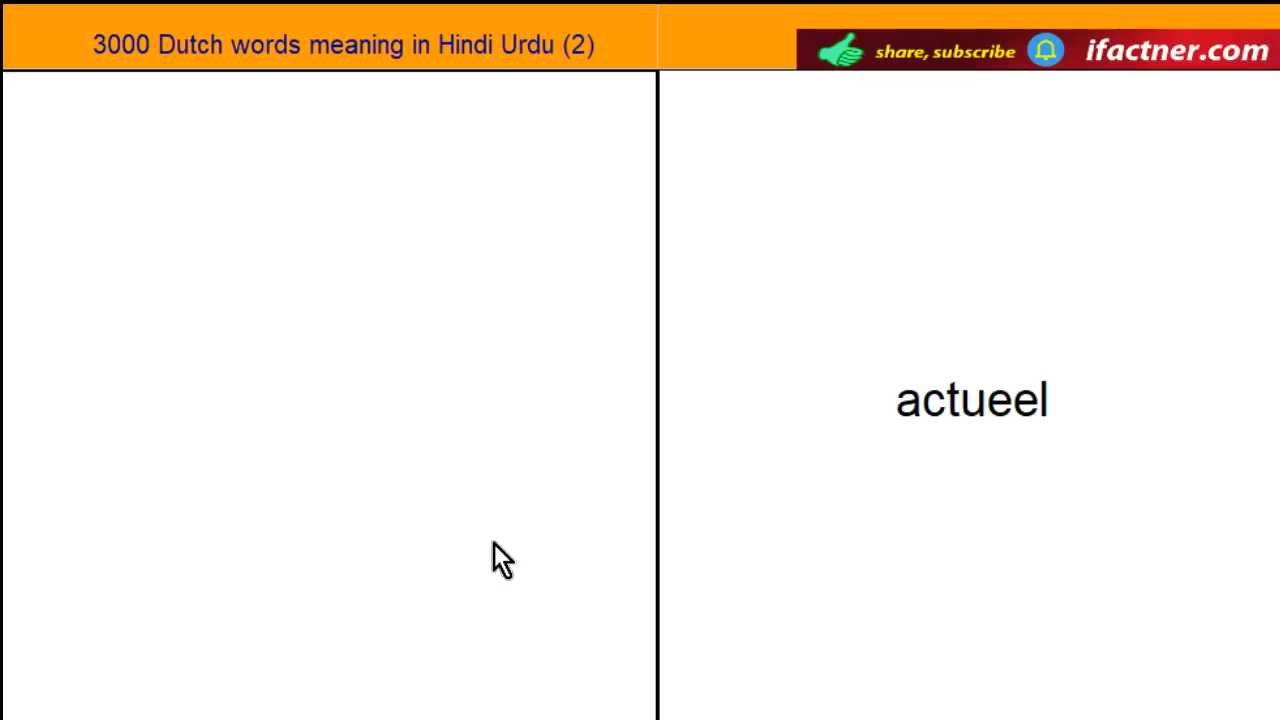 3000 Dutch words meaning in Hindi Urdu (2)
share, subscribe
ifactner.com
actueel